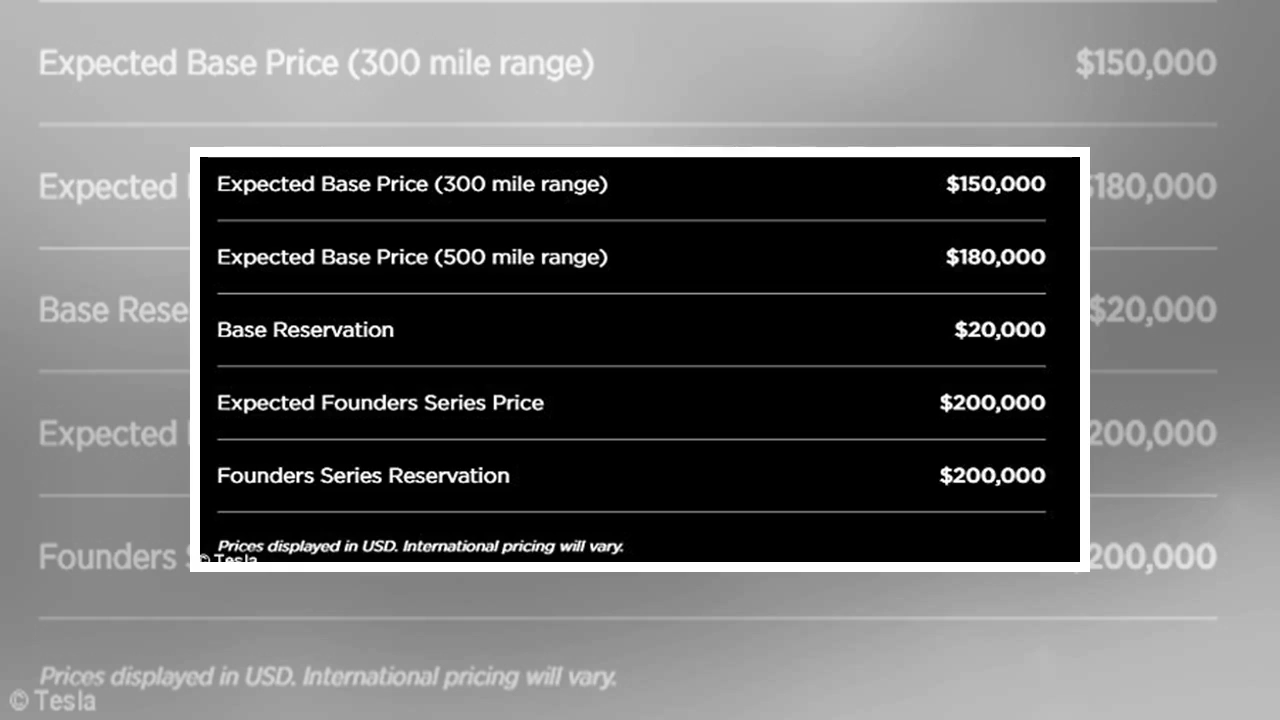 Expected Base Price (300 mile range) $150,000
Expected $180,000
Base Rese $20,000
Expected 200,000
Founders 200,000
Prices displayed in USD. International pricing will vary.
© Tesla
Expected Base Price (300 mile range) $150,000
Expected Base Price (500 mile range) $180,000
Base Reservation $20,000
Expected Founders Series Price $200,000
Founders Series Reservation $200,000
Prices displayed in USD. International pricing will vary.
© Tesla